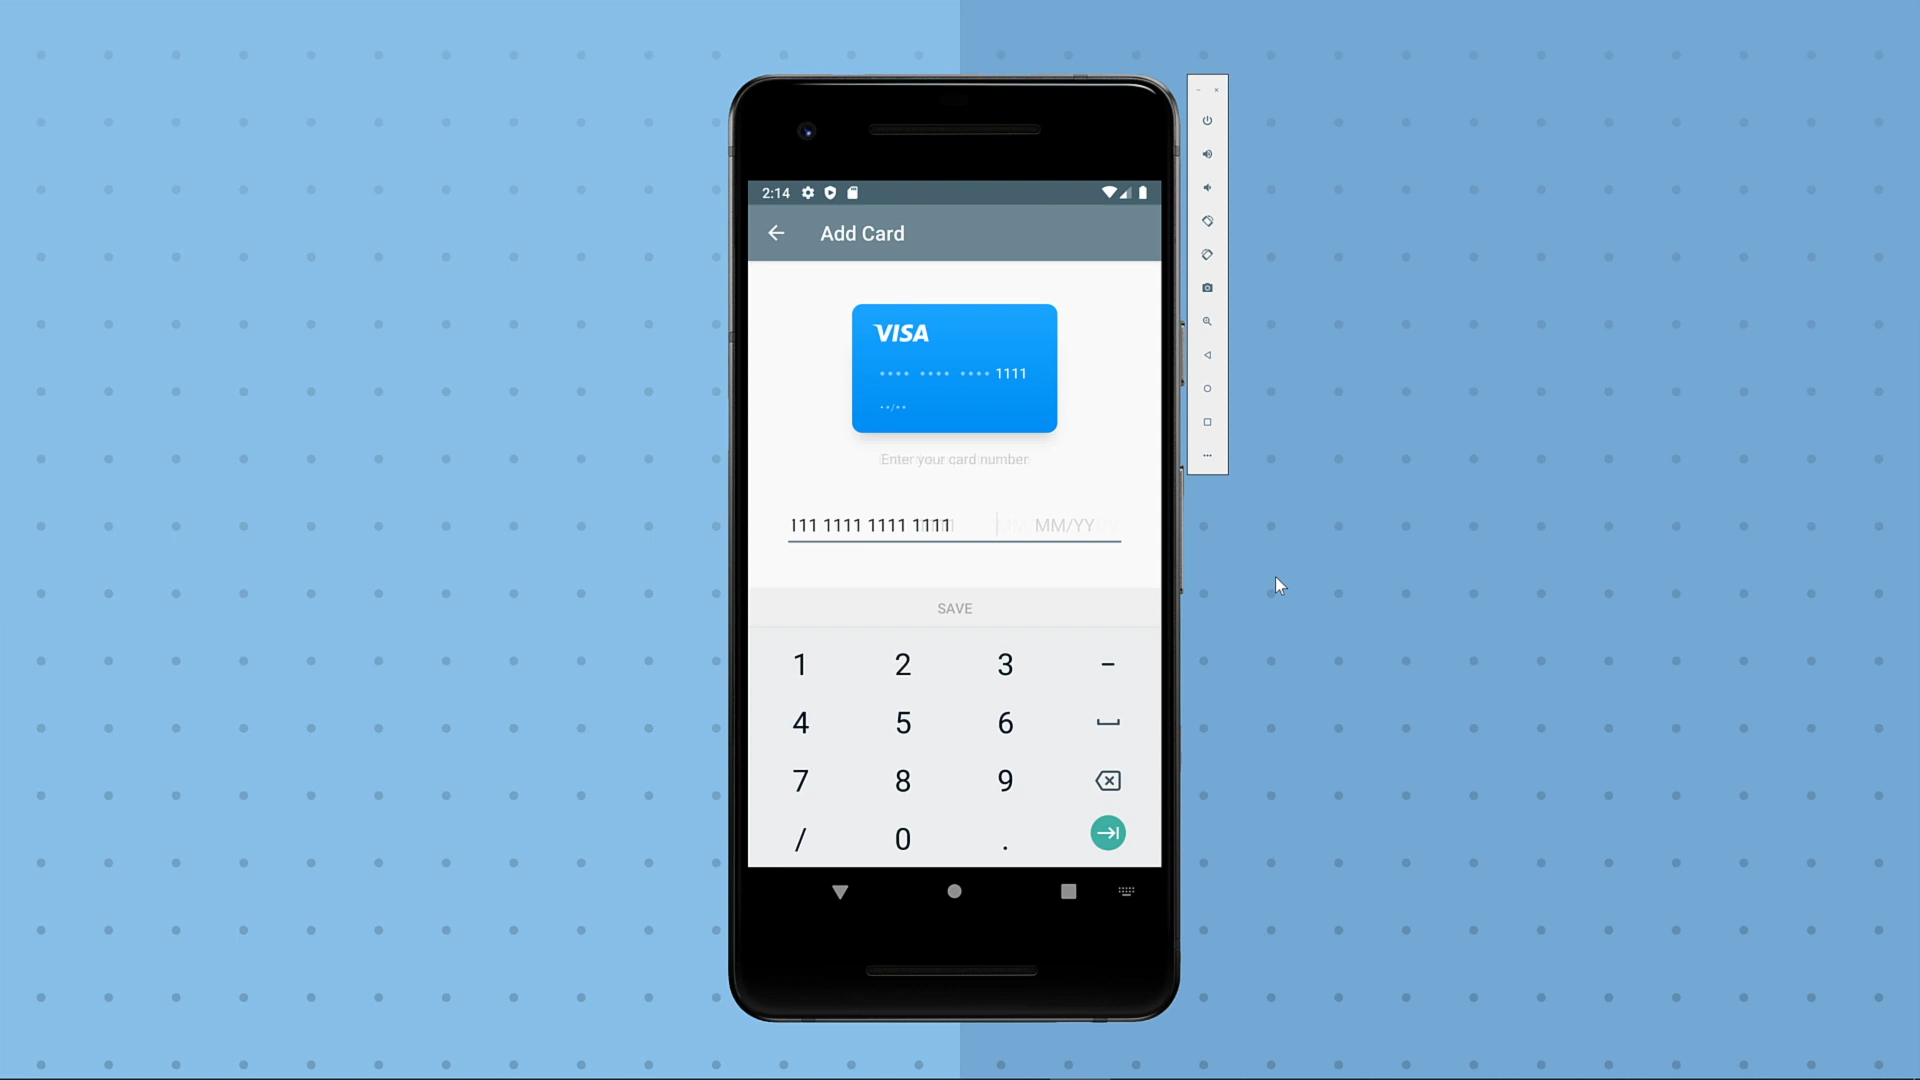 2:14
Add Card
VISA
•••• •••• •••• 1111
••/••
Enter your card number
111 1111 1111 1111 MM/YY
SAVE
1 2 3 –
4 5 6
7 8 9
/ 0 .